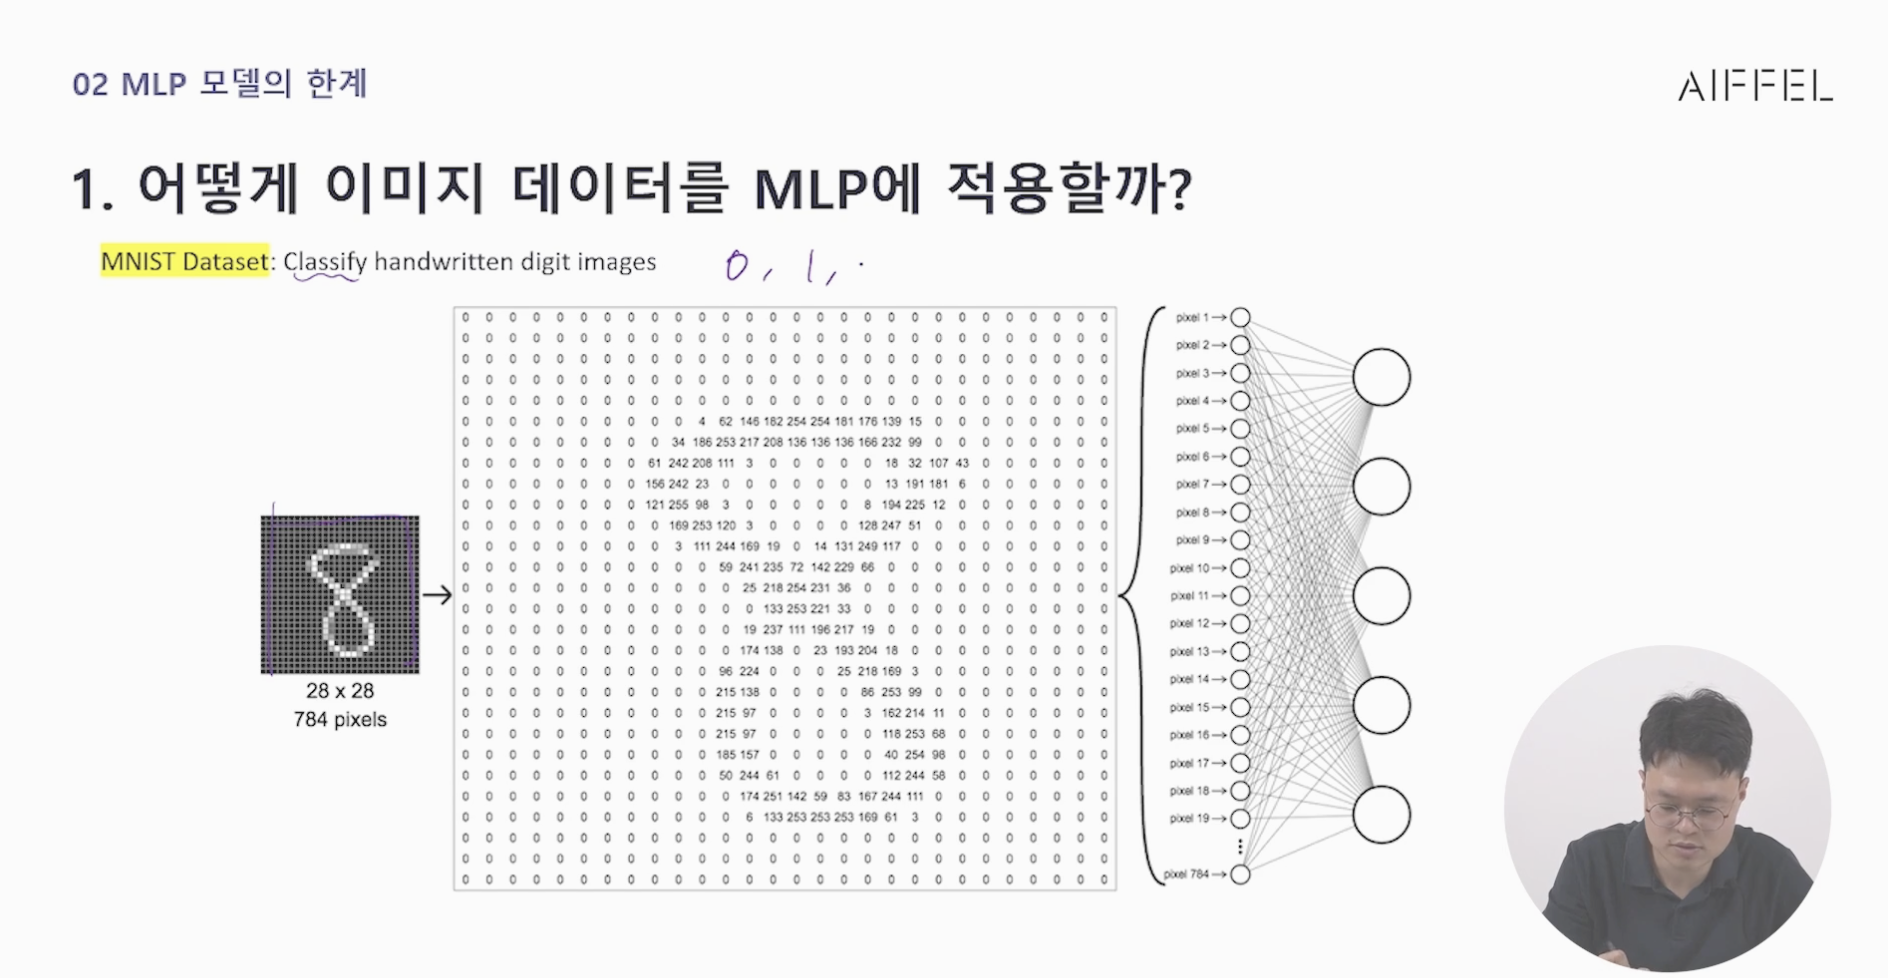 02 MLP 모델의 한계
AIFFEL
1. 어떻게 이미지 데이터를 MLP에 적용할까?
MNIST Dataset: Classify handwritten digit images
0, 1, ·
0 0 0 0 0 0 0 0 0 0 0 0 0 0 0 0 0 0 0 0 0 0 0 0 0 0 0 0
0 0 0 0 0 0 0 0 0 0 0 0 0 0 0 0 0 0 0 0 0 0 0 0 0 0 0 0
0 0 0 0 0 0 0 0 0 0 0 0 0 0 0 0 0 0 0 0 0 0 0 0 0 0 0 0
0 0 0 0 0 0 0 0 0 0 0 0 0 0 0 0 0 0 0 0 0 0 0 0 0 0 0 0
0 0 0 0 0 0 0 0 0 0 0 0 0 0 0 0 0 0 0 0 0 0 0 0 0 0 0 0
0 0 0 0 0 0 0 0 0 0 4 62 146 182 254 254 181 176 139 15 0 0 0 0 0 0 0 0
0 0 0 0 0 0 0 0 0 34 186 253 217 208 136 136 136 166 232 99 0 0 0 0 0 0 0 0
0 0 0 0 0 0 0 0 61 242 208 111 3 0 0 0 0 0 18 32 107 43 0 0 0 0 0 0
0 0 0 0 0 0 0 0 156 242 23 0 0 0 0 0 0 0 13 191 181 6 0 0 0 0 0 0
0 0 0 0 0 0 0 0 121 255 98 3 0 0 0 0 0 8 194 225 12 0 0 0 0 0 0 0
0 0 0 0 0 0 0 0 0 169 253 120 3 0 0 0 0 128 247 51 0 0 0 0 0 0 0 0
0 0 0 0 0 0 0 0 0 3 111 244 169 19 0 14 131 249 117 0 0 0 0 0 0 0 0 0
0 0 0 0 0 0 0 0 0 0 0 59 241 235 72 142 229 66 0 0 0 0 0 0 0 0 0 0
0 0 0 0 0 0 0 0 0 0 0 0 25 218 254 231 36 0 0 0 0 0 0 0 0 0 0 0
0 0 0 0 0 0 0 0 0 0 0 0 0 133 253 221 33 0 0 0 0 0 0 0 0 0 0 0
0 0 0 0 0 0 0 0 0 0 0 0 19 237 111 196 217 19 0 0 0 0 0 0 0 0 0 0
0 0 0 0 0 0 0 0 0 0 0 0 174 138 0 23 193 204 18 0 0 0 0 0 0 0 0 0
0 0 0 0 0 0 0 0 0 0 0 96 224 0 0 0 25 218 169 3 0 0 0 0 0 0 0 0
0 0 0 0 0 0 0 0 0 0 0 215 138 0 0 0 0 86 253 99 0 0 0 0 0 0 0 0
0 0 0 0 0 0 0 0 0 0 0 215 97 0 0 0 0 3 162 214 11 0 0 0 0 0 0 0
0 0 0 0 0 0 0 0 0 0 0 215 97 0 0 0 0 0 118 253 68 0 0 0 0 0 0 0
0 0 0 0 0 0 0 0 0 0 0 185 157 0 0 0 0 0 40 254 98 0 0 0 0 0 0 0
0 0 0 0 0 0 0 0 0 0 0 50 244 61 0 0 0 0 112 244 58 0 0 0 0 0 0 0
0 0 0 0 0 0 0 0 0 0 0 0 174 251 142 59 83 167 244 111 0 0 0 0 0 0 0 0
0 0 0 0 0 0 0 0 0 0 0 0 6 133 253 253 253 169 61 3 0 0 0 0 0 0 0 0
0 0 0 0 0 0 0 0 0 0 0 0 0 0 0 0 0 0 0 0 0 0 0 0 0 0 0 0
0 0 0 0 0 0 0 0 0 0 0 0 0 0 0 0 0 0 0 0 0 0 0 0 0 0 0 0
0 0 0 0 0 0 0 0 0 0 0 0 0 0 0 0 0 0 0 0 0 0 0 0 0 0 0 0
28 x 28
784 pixels
pixel 1
pixel 2
pixel 3
pixel 4
pixel 5
pixel 6
pixel 7
pixel 8
pixel 9
pixel 10
pixel 11
pixel 12
pixel 13
pixel 14
pixel 15
pixel 16
pixel 17
pixel 18
pixel 19
pixel 784